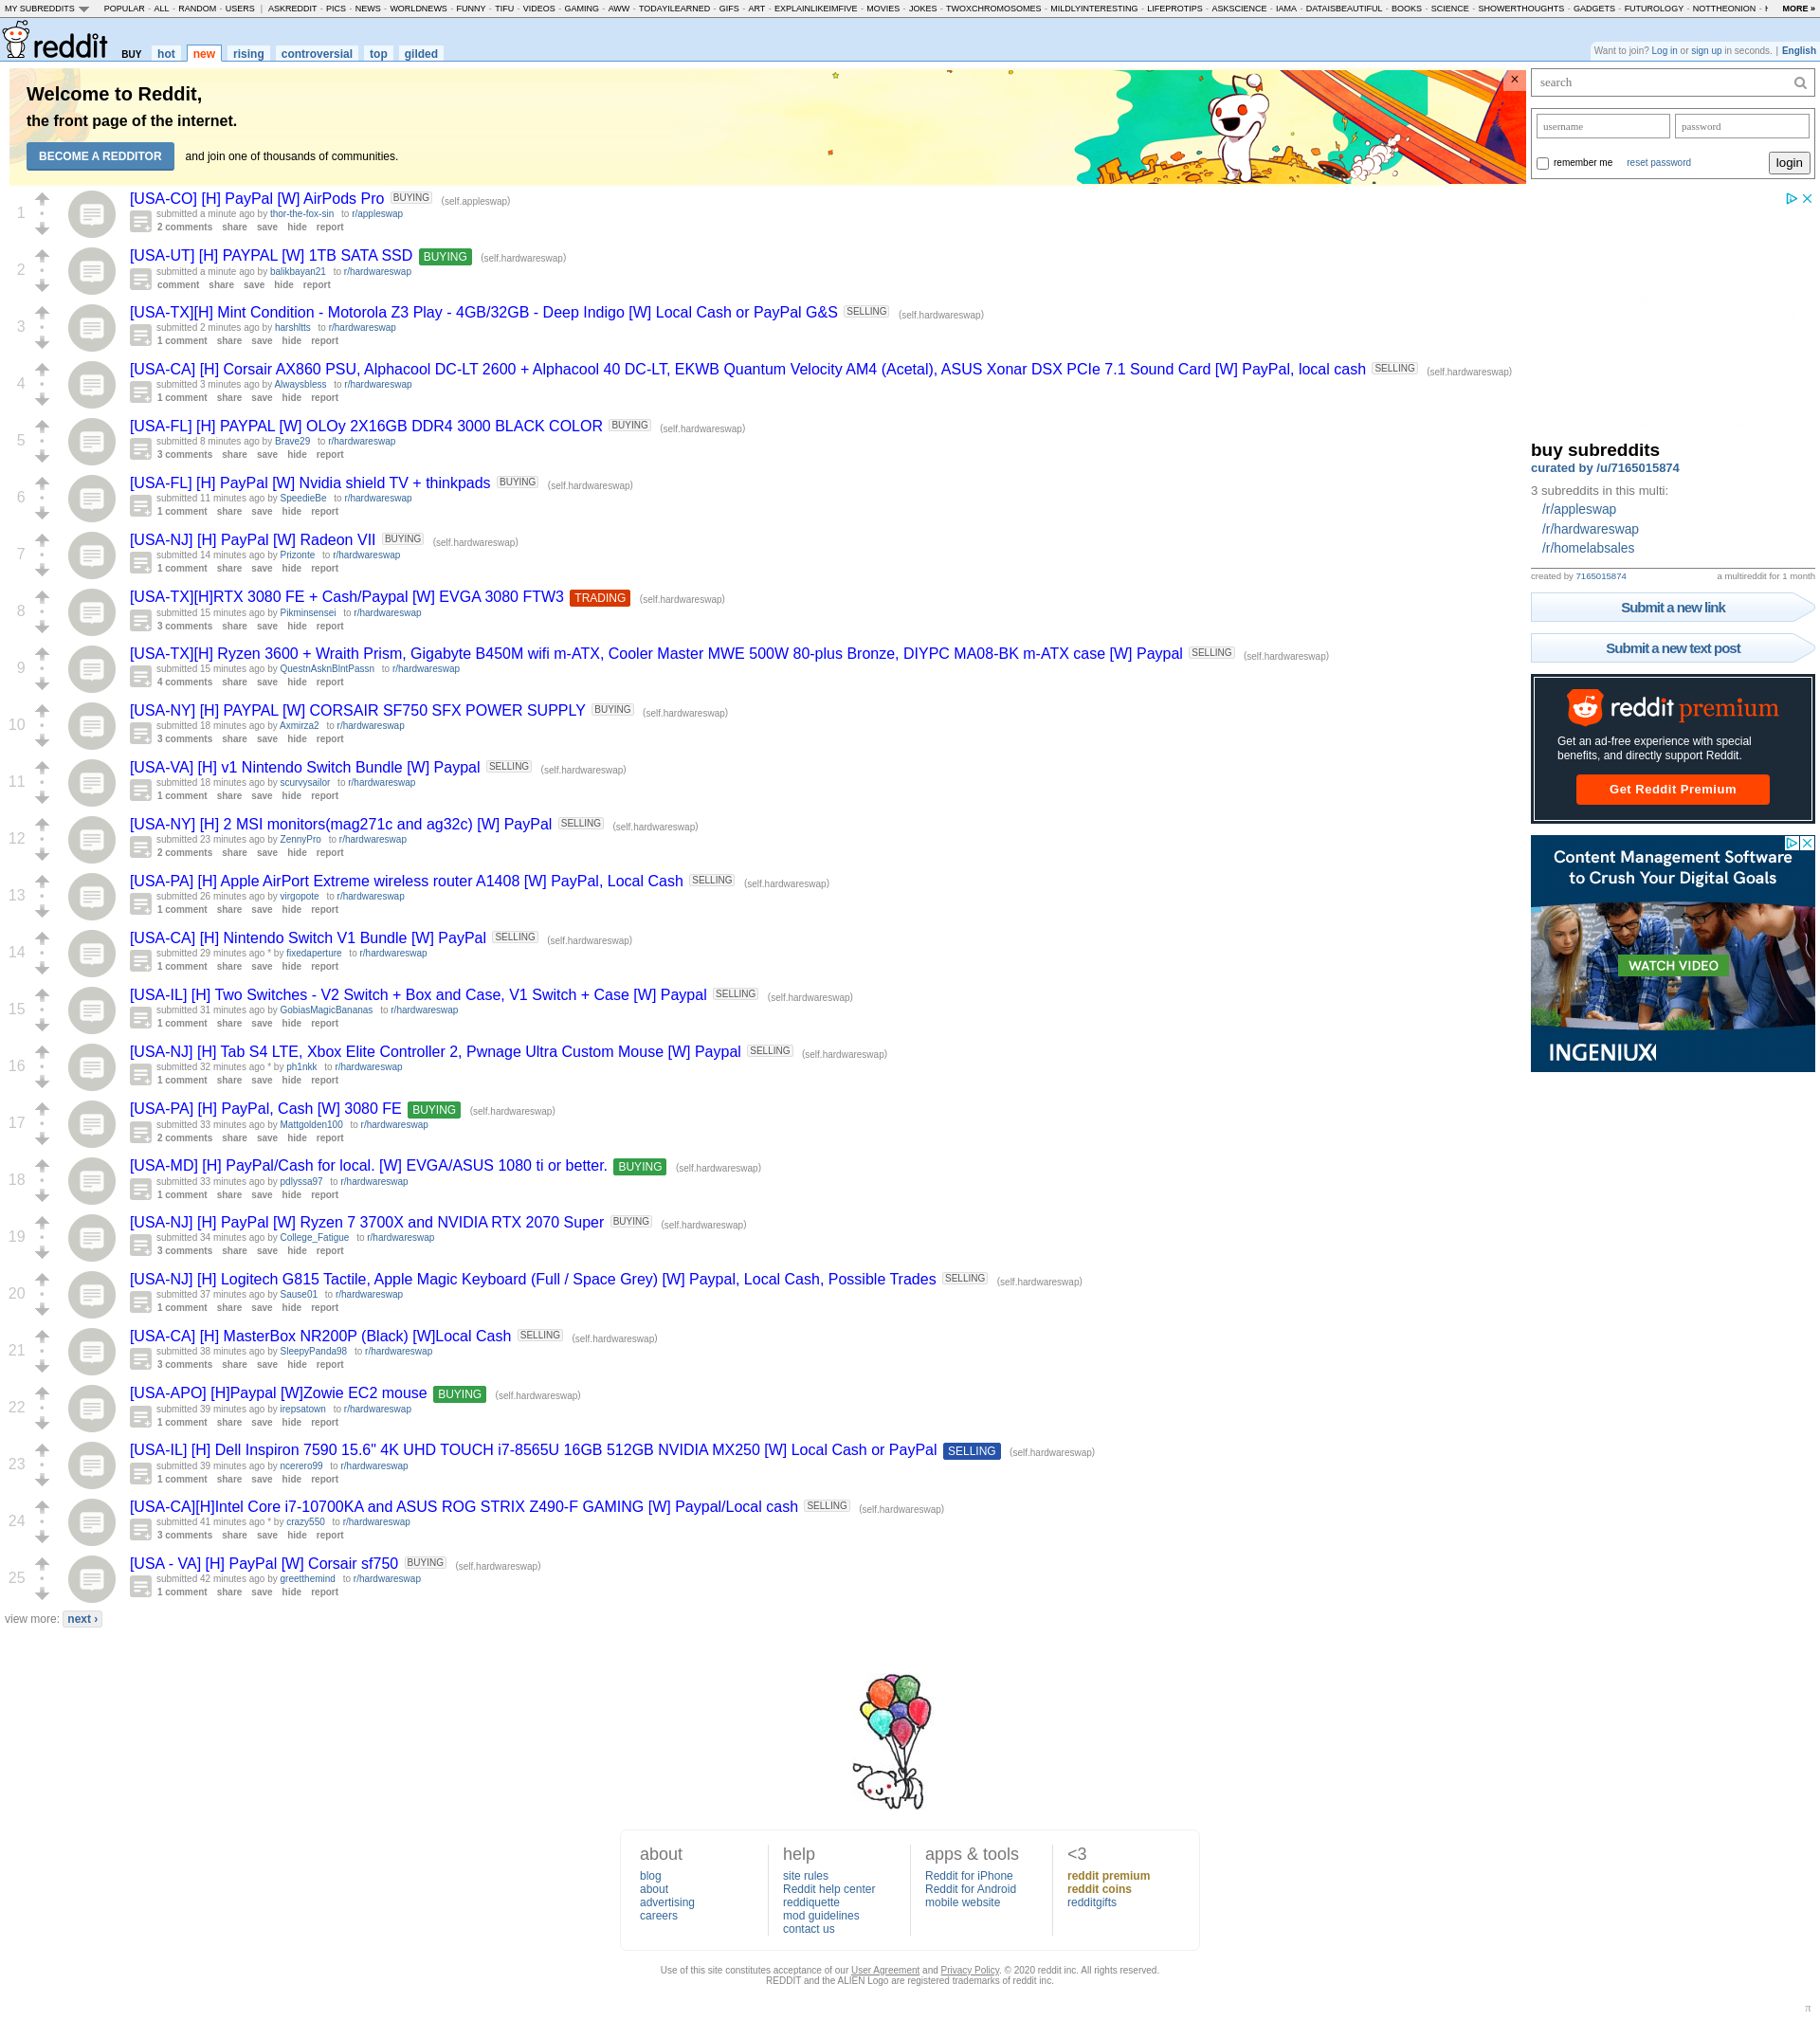 MY SUBREDDITS POPULAR - ALL - RANDOM - USERS | ASKREDDIT - PICS - NEWS - WORLDNEWS - FUNNY - TIFU - VIDEOS - GAMING - AWW - TODAYILEARNED - GIFS - ART - EXPLAINLIKEIMFIVE - MOVIES - JOKES - TWOXCHROMOSOMES - MILDLYINTERESTING - LIFEPROTIPS - ASKSCIENCE - IAMA - DATAISBEAUTIFUL - BOOKS - SCIENCE - SHOWERTHOUGHTS - GADGETS - FUTUROLOGY - NOTTHEONION - MORE »
reddit BUY hot new rising controversial top gilded
Want to join? Log in or sign up in seconds. | English
Welcome to Reddit,
the front page of the internet.
BECOME A REDDITOR and join one of thousands of communities.
×
search
username password
remember me reset password login
1
[USA-CO] [H] PayPal [W] AirPods Pro BUYING (self.appleswap)
submitted a minute ago by thor-the-fox-sin to r/appleswap
2 comments share save hide report
2
[USA-UT] [H] PAYPAL [W] 1TB SATA SSD BUYING (self.hardwareswap)
submitted a minute ago by balikbayan21 to r/hardwareswap
comment share save hide report
3
[USA-TX][H] Mint Condition - Motorola Z3 Play - 4GB/32GB - Deep Indigo [W] Local Cash or PayPal G&S SELLING (self.hardwareswap)
submitted 2 minutes ago by harshltts to r/hardwareswap
1 comment share save hide report
4
[USA-CA] [H] Corsair AX860 PSU, Alphacool DC-LT 2600 + Alphacool 40 DC-LT, EKWB Quantum Velocity AM4 (Acetal), ASUS Xonar DSX PCIe 7.1 Sound Card [W] PayPal, local cash SELLING (self.hardwareswap)
submitted 3 minutes ago by Alwaysbless to r/hardwareswap
1 comment share save hide report
5
[USA-FL] [H] PAYPAL [W] OLOy 2X16GB DDR4 3000 BLACK COLOR BUYING (self.hardwareswap)
submitted 8 minutes ago by Brave29 to r/hardwareswap
3 comments share save hide report
6
[USA-FL] [H] PayPal [W] Nvidia shield TV + thinkpads BUYING (self.hardwareswap)
submitted 11 minutes ago by SpeedieBe to r/hardwareswap
1 comment share save hide report
7
[USA-NJ] [H] PayPal [W] Radeon VII BUYING (self.hardwareswap)
submitted 14 minutes ago by Prizonte to r/hardwareswap
1 comment share save hide report
8
[USA-TX][H]RTX 3080 FE + Cash/Paypal [W] EVGA 3080 FTW3 TRADING (self.hardwareswap)
submitted 15 minutes ago by Pikminsensei to r/hardwareswap
3 comments share save hide report
9
[USA-TX][H] Ryzen 3600 + Wraith Prism, Gigabyte B450M wifi m-ATX, Cooler Master MWE 500W 80-plus Bronze, DIYPC MA08-BK m-ATX case [W] Paypal SELLING (self.hardwareswap)
submitted 15 minutes ago by QuestnAsknBlntPassn to r/hardwareswap
4 comments share save hide report
10
[USA-NY] [H] PAYPAL [W] CORSAIR SF750 SFX POWER SUPPLY BUYING (self.hardwareswap)
submitted 18 minutes ago by Axmirza2 to r/hardwareswap
3 comments share save hide report
11
[USA-VA] [H] v1 Nintendo Switch Bundle [W] Paypal SELLING (self.hardwareswap)
submitted 18 minutes ago by scurvysailor to r/hardwareswap
1 comment share save hide report
12
[USA-NY] [H] 2 MSI monitors(mag271c and ag32c) [W] PayPal SELLING (self.hardwareswap)
submitted 23 minutes ago by ZennyPro to r/hardwareswap
2 comments share save hide report
13
[USA-PA] [H] Apple AirPort Extreme wireless router A1408 [W] PayPal, Local Cash SELLING (self.hardwareswap)
submitted 26 minutes ago by virgopote to r/hardwareswap
1 comment share save hide report
14
[USA-CA] [H] Nintendo Switch V1 Bundle [W] PayPal SELLING (self.hardwareswap)
submitted 29 minutes ago * by fixedaperture to r/hardwareswap
1 comment share save hide report
15
[USA-IL] [H] Two Switches - V2 Switch + Box and Case, V1 Switch + Case [W] Paypal SELLING (self.hardwareswap)
submitted 31 minutes ago by GobiasMagicBananas to r/hardwareswap
1 comment share save hide report
16
[USA-NJ] [H] Tab S4 LTE, Xbox Elite Controller 2, Pwnage Ultra Custom Mouse [W] Paypal SELLING (self.hardwareswap)
submitted 32 minutes ago * by ph1nkk to r/hardwareswap
1 comment share save hide report
17
[USA-PA] [H] PayPal, Cash [W] 3080 FE BUYING (self.hardwareswap)
submitted 33 minutes ago by Mattgolden100 to r/hardwareswap
2 comments share save hide report
18
[USA-MD] [H] PayPal/Cash for local. [W] EVGA/ASUS 1080 ti or better. BUYING (self.hardwareswap)
submitted 33 minutes ago by pdlyssa97 to r/hardwareswap
1 comment share save hide report
19
[USA-NJ] [H] PayPal [W] Ryzen 7 3700X and NVIDIA RTX 2070 Super BUYING (self.hardwareswap)
submitted 34 minutes ago by College_Fatigue to r/hardwareswap
3 comments share save hide report
20
[USA-NJ] [H] Logitech G815 Tactile, Apple Magic Keyboard (Full / Space Grey) [W] Paypal, Local Cash, Possible Trades SELLING (self.hardwareswap)
submitted 37 minutes ago by Sause01 to r/hardwareswap
1 comment share save hide report
21
[USA-CA] [H] MasterBox NR200P (Black) [W]Local Cash SELLING (self.hardwareswap)
submitted 38 minutes ago by SleepyPanda98 to r/hardwareswap
3 comments share save hide report
22
[USA-APO] [H]Paypal [W]Zowie EC2 mouse BUYING (self.hardwareswap)
submitted 39 minutes ago by irepsatown to r/hardwareswap
1 comment share save hide report
23
[USA-IL] [H] Dell Inspiron 7590 15.6" 4K UHD TOUCH i7-8565U 16GB 512GB NVIDIA MX250 [W] Local Cash or PayPal SELLING (self.hardwareswap)
submitted 39 minutes ago by ncerero99 to r/hardwareswap
1 comment share save hide report
24
[USA-CA][H]Intel Core i7-10700KA and ASUS ROG STRIX Z490-F GAMING [W] Paypal/Local cash SELLING (self.hardwareswap)
submitted 41 minutes ago * by crazy550 to r/hardwareswap
3 comments share save hide report
25
[USA - VA] [H] PayPal [W] Corsair sf750 BUYING (self.hardwareswap)
submitted 42 minutes ago by greetthemind to r/hardwareswap
1 comment share save hide report
view more: next ›
buy subreddits
curated by /u/7165015874
3 subreddits in this multi:
/r/appleswap
/r/hardwareswap
/r/homelabsales
created by 7165015874 a multireddit for 1 month
Submit a new link
Submit a new text post
reddit premium
Get an ad-free experience with special
benefits, and directly support Reddit.
Get Reddit Premium
Content Management Software
to Crush Your Digital Goals
WATCH VIDEO
INGENIUX
about
blog
about
advertising
careers
help
site rules
Reddit help center
reddiquette
mod guidelines
contact us
apps & tools
Reddit for iPhone
Reddit for Android
mobile website
<3
reddit premium
reddit coins
redditgifts
Use of this site constitutes acceptance of our User Agreement and Privacy Policy. © 2020 reddit inc. All rights reserved.
REDDIT and the ALIEN Logo are registered trademarks of reddit inc.
π